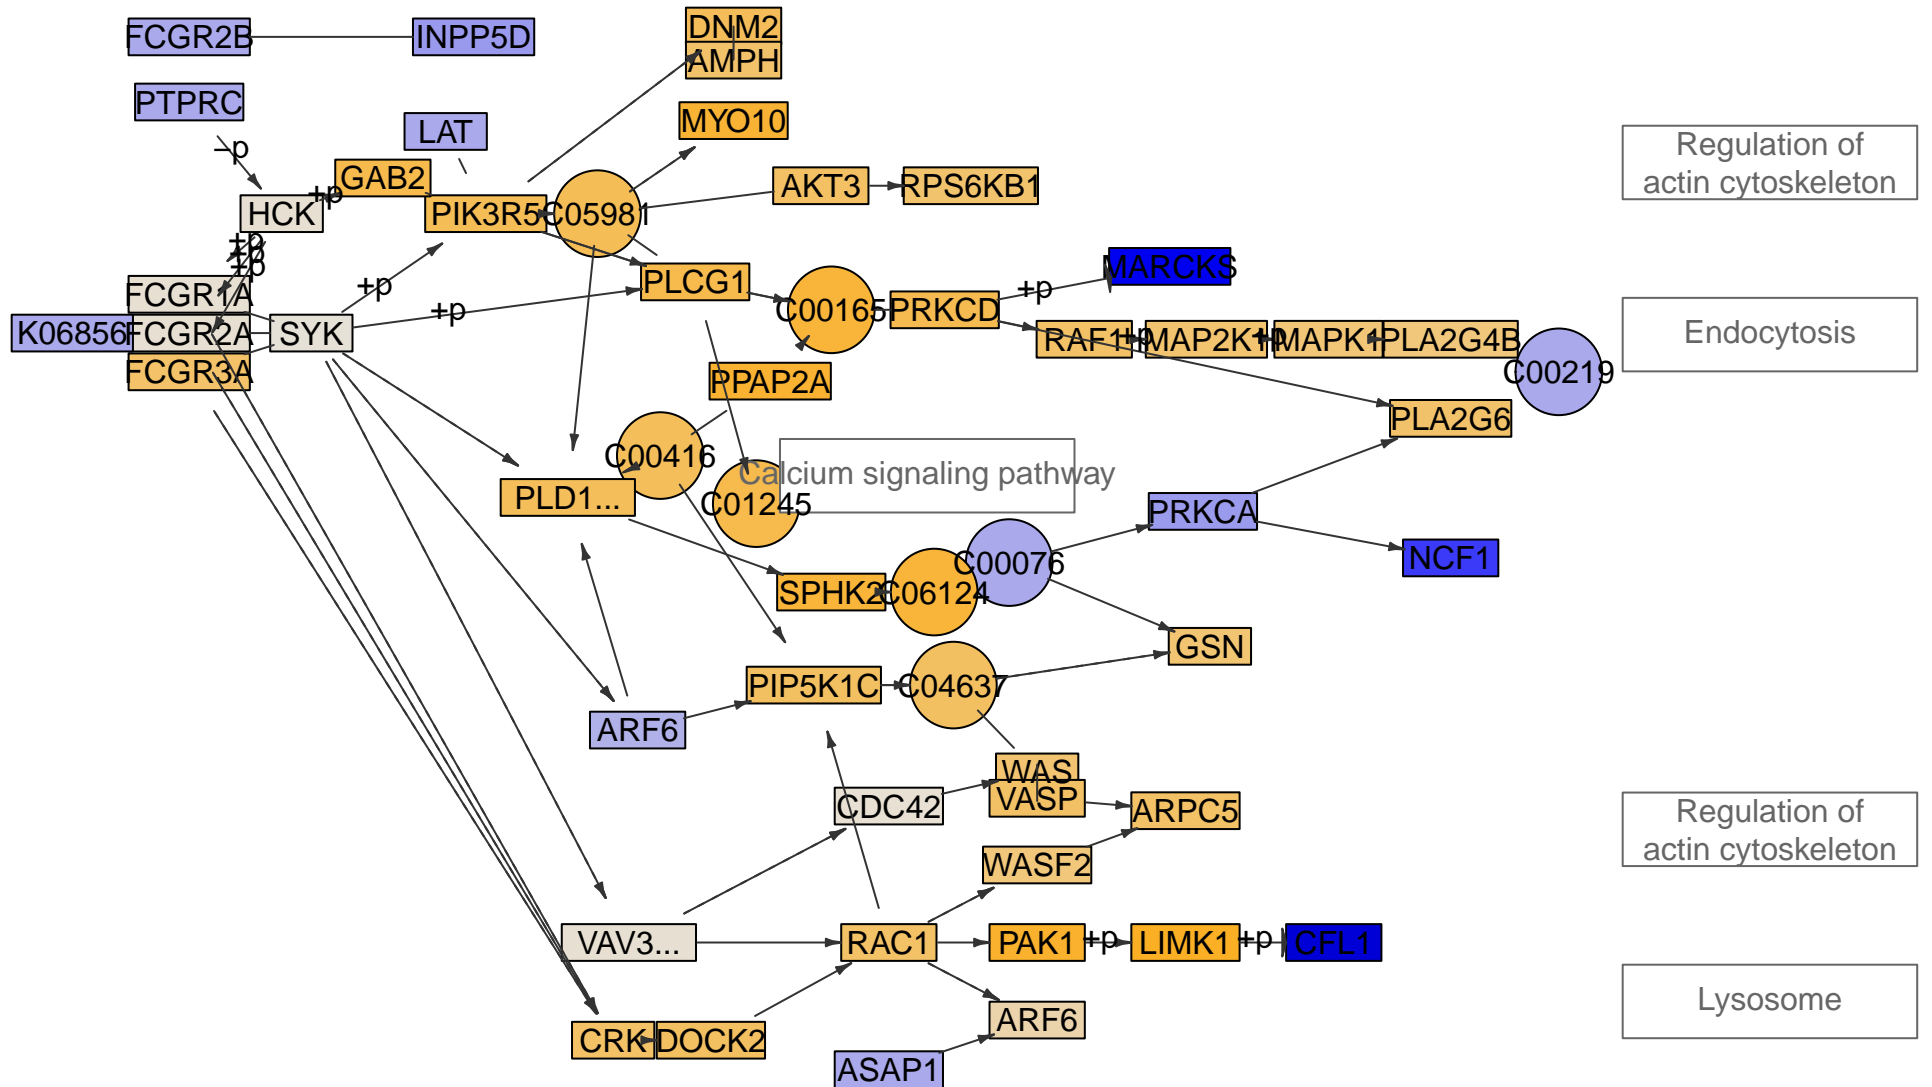 FCGR2B
INPP5D
DNM2
AMPH
PTPRC
LAT
MYO10
−p
GAB2
+p
HCK
PIK3R5
C05981
AKT3
RPS6KB1
Regulation of
actin cytoskeleton
+p
+p
+p
FCGR1A
+p
PLCG1
C00165
PRKCD
+p
MARCKS
K06856
FCGR2A
SYK
+p
RAF1
+p
MAP2K1
+p
MAPK1
PLA2G4B
C00219
Endocytosis
FCGR3A
PPAP2A
PLA2G6
C00416
Calcium signaling pathway
PLD1...
C01245
PRKCA
NCF1
C00076
SPHK2
C06124
GSN
PIP5K1C
C04637
ARF6
WAS
VASP
CDC42
ARPC5
WASF2
Regulation of
actin cytoskeleton
VAV3...
RAC1
PAK1
+p
LIMK1
+p
CFL1
Lysosome
CRK
DOCK2
ARF6
ASAP1